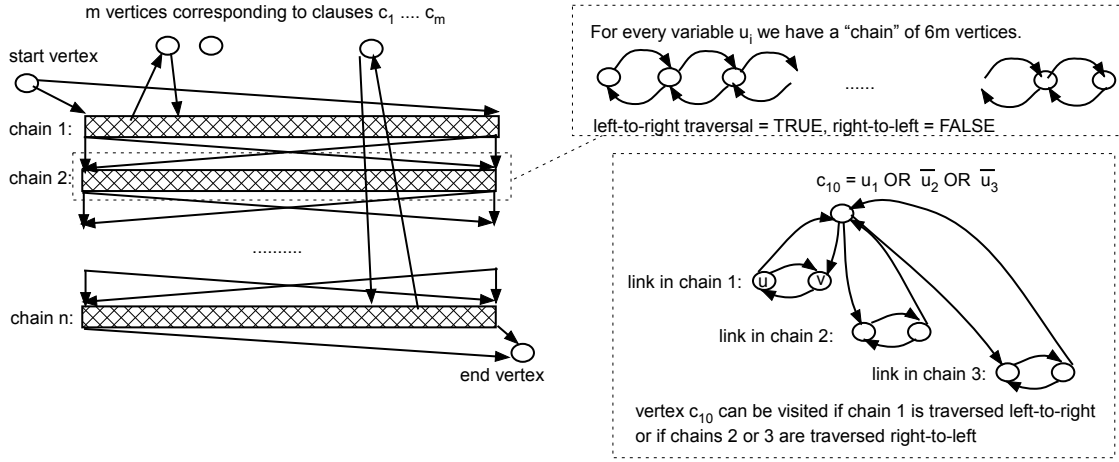 m vertices corresponding to clauses c₁ .... cₘ
start vertex
chain 1:
chain 2:
..........
chain n:
end vertex
For every variable uᵢ we have a “chain” of 6m vertices.
......
left-to-right traversal = TRUE, right-to-left = FALSE
c₁₀ = u₁ OR u̅₂ OR u̅₃
link in chain 1: u v
link in chain 2:
link in chain 3:
vertex c₁₀ can be visited if chain 1 is traversed left-to-right
or if chains 2 or 3 are traversed right-to-left